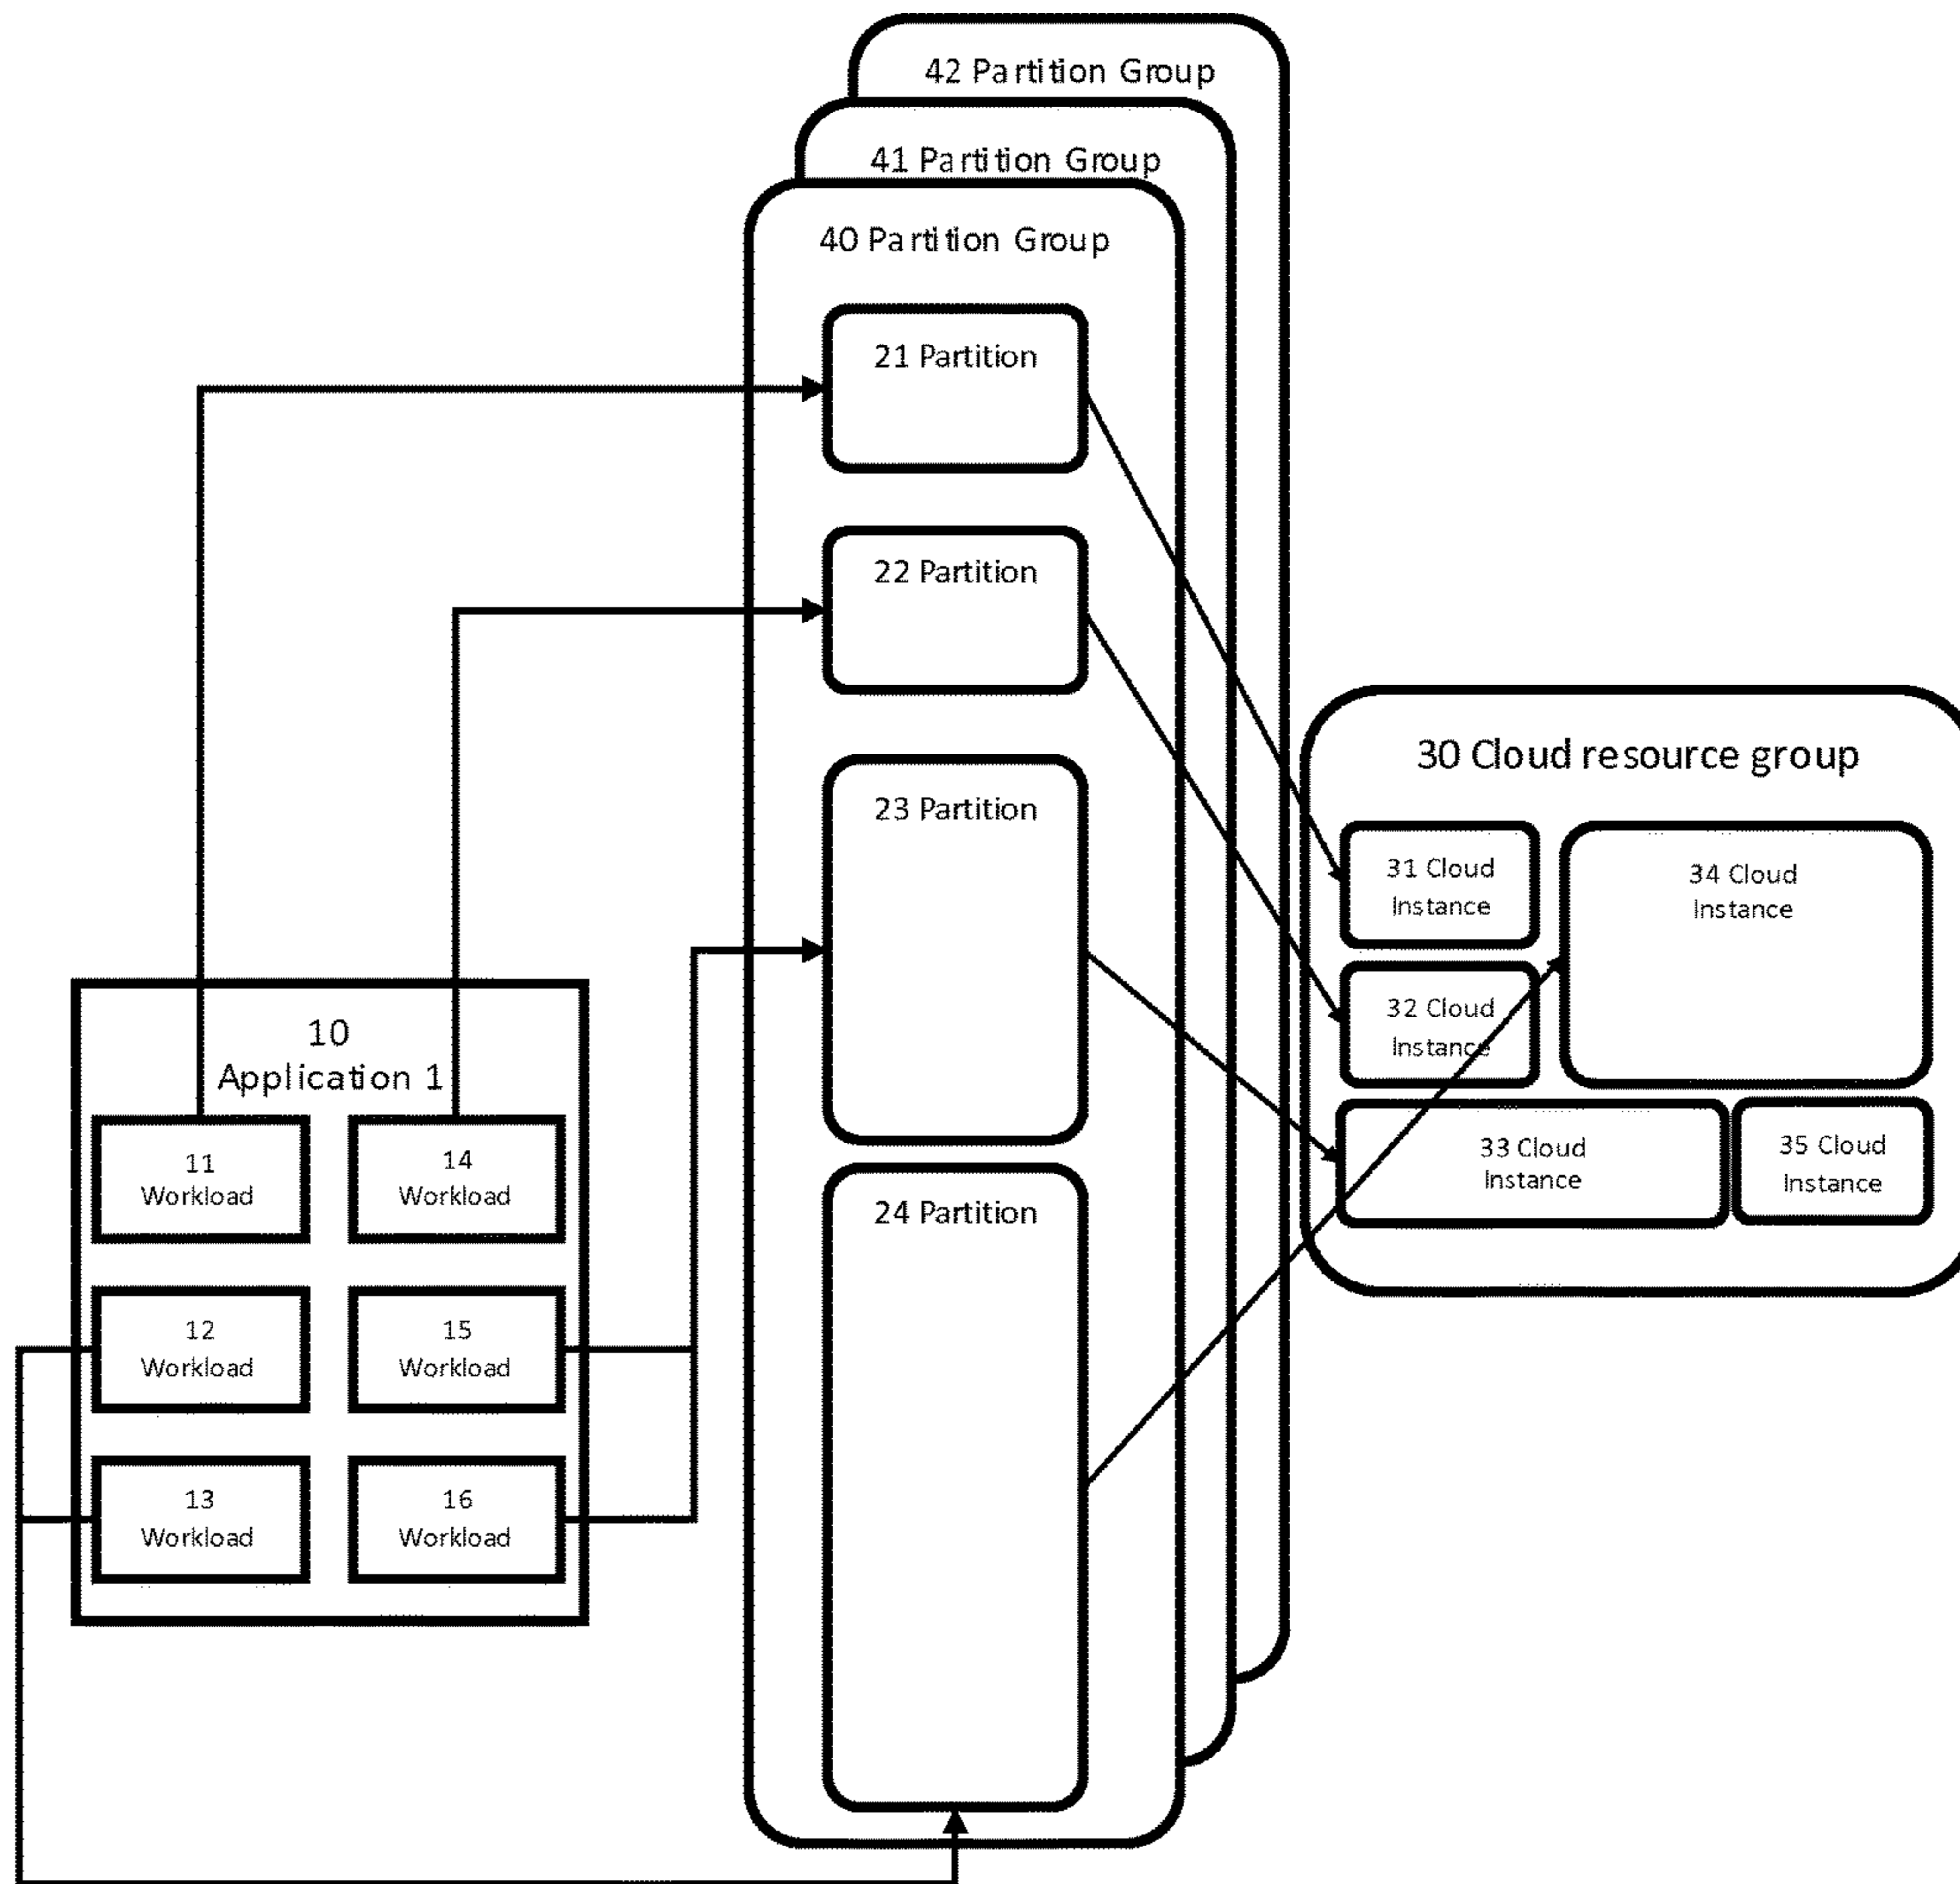 42 Partition Group
41 Partition Group
40 Partition Group
21 Partition
22 Partition
23 Partition
24 Partition
10
Application 1
11
Workload
14
Workload
12
Workload
15
Workload
13
Workload
16
Workload
30 Cloud resource group
31 Cloud
Instance
34 Cloud
Instance
32 Cloud
Instance
33 Cloud
Instance
35 Cloud
Instance